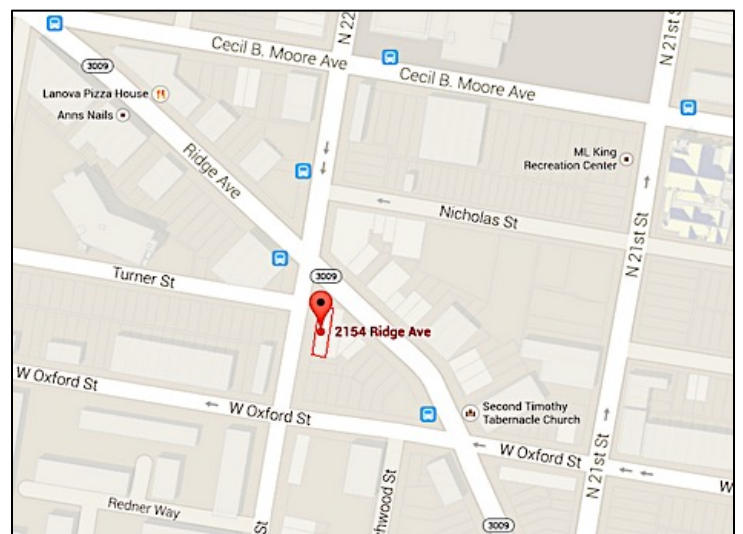 N 22
Cecil B. Moore Ave
Cecil B. Moore Ave
N 21st St
3009
Lanova Pizza House
Anns Nails
Ridge Ave
ML King
Recreation Center
Nicholas St
N 21st St
Turner St
3009
2154 Ridge Ave
W Oxford St
W Oxford St
Second Timothy
Tabernacle Church
W Oxford St
W
N 21st St
Redner Way
St
hwood St
3009